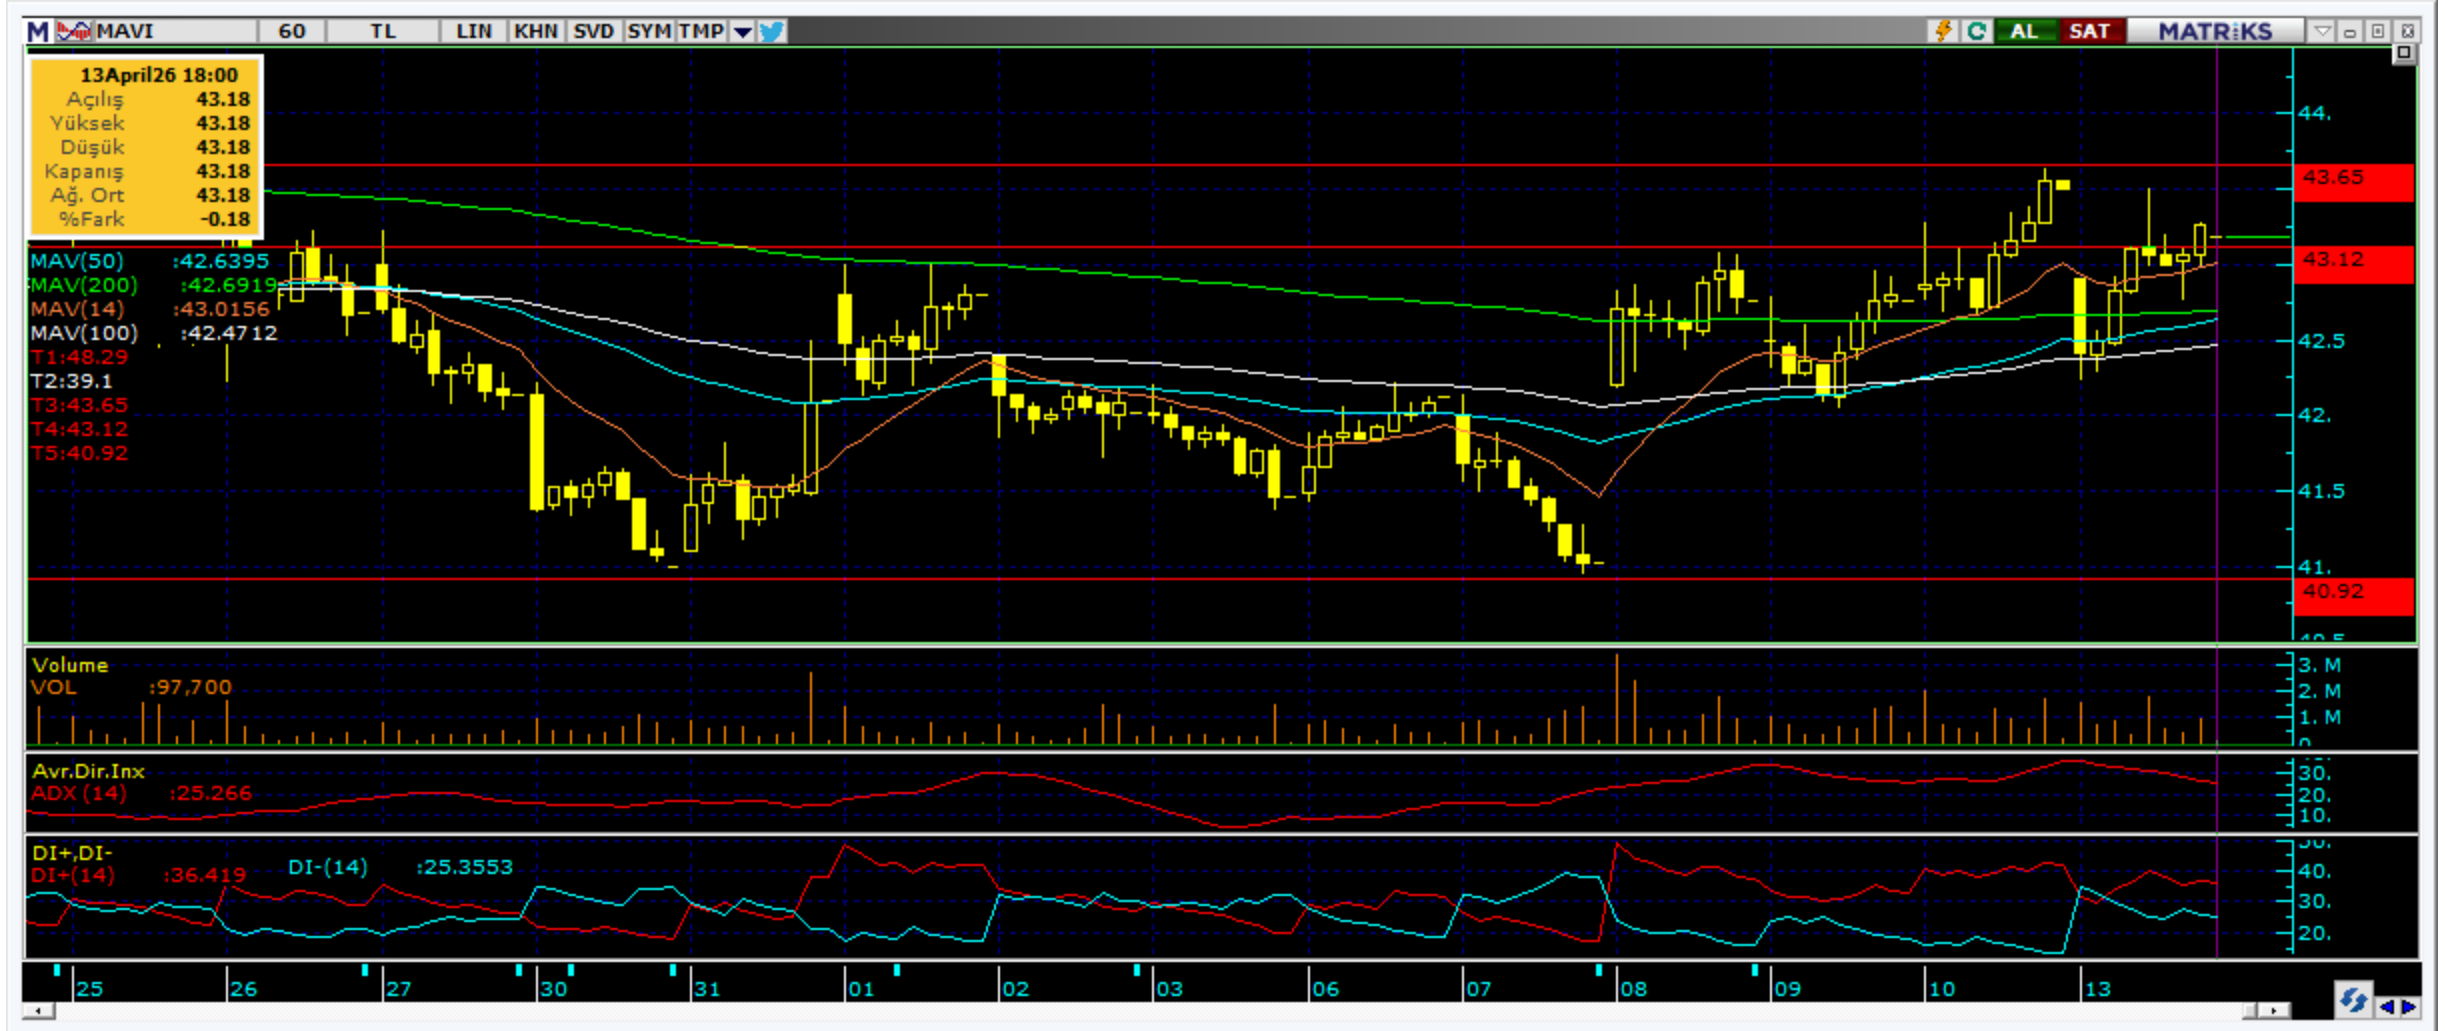 M MAVI 60 TL LIN KHN SVD SYM TMP AL SAT MATRiKS
13April26 18:00
Açılış 43.18
Yüksek 43.18
Düşük 43.18
Kapanış 43.18
Ağ. Ort 43.18
%Fark -0.18
MAV(50) :42.6395
MAV(200) :42.6919
MAV(14) :43.0156
MAV(100) :42.4712
T1:48.29
T2:39.1
T3:43.65
T4:43.12
T5:40.92
44.
43.65
43.12
42.5
42.
41.5
41.
40.92
Volume
VOL :97,700
3. M
2. M
1. M
0
Avr.Dir.Inx
ADX (14) :25.266
30.
20.
10.
DI+,DI-
DI+(14) :36.419 DI-(14) :25.3553
40.
30.
20.
25 26 27 30 31 01 02 03 06 07 08 09 10 13